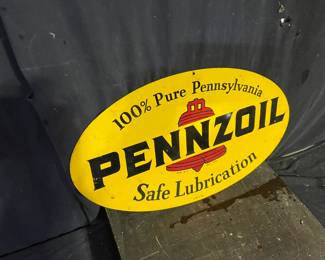 100% Pure Pennsylvania
PENNZOIL
Safe Lubrication